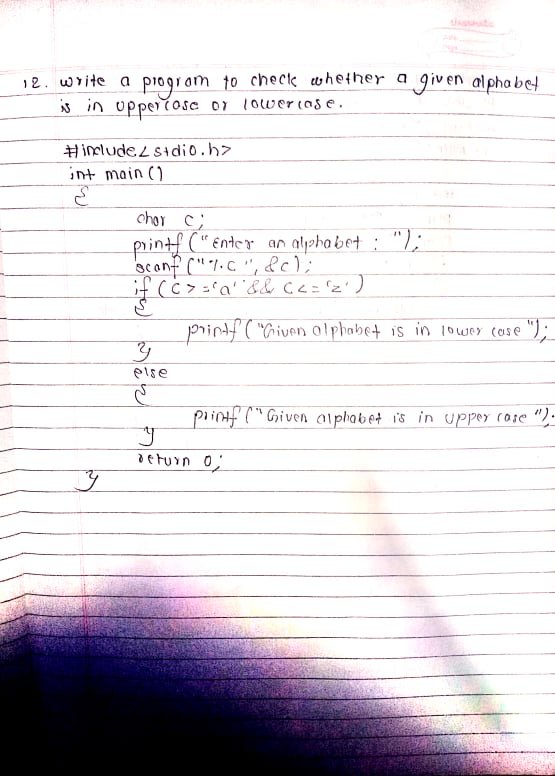 classmate
12. write a program to check whether a given alphabet
is in uppercase or lowercase.
#include<stdio.h>
int main()
{
char c;
printf("Enter an alphabet : ");
scanf("%c", &c);
if (c>='a' && c<='z')
{
printf("Given alphabet is in lower case");
}
else
{
printf("Given alphabet is in upper case");
}
return 0;
}